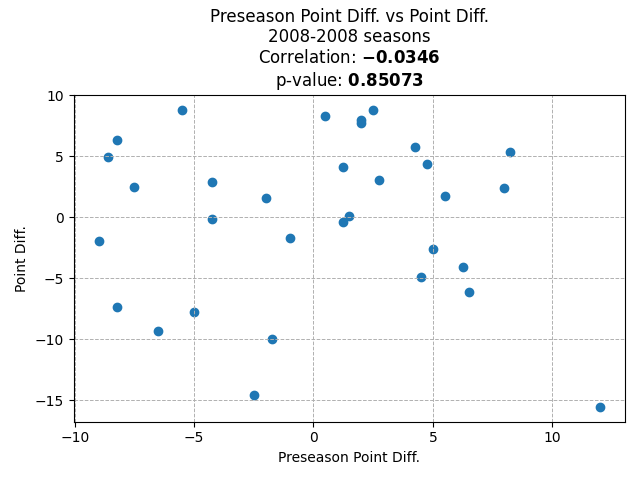 Preseason Point Diff. vs Point Diff.
2008-2008 seasons
Correlation: −0.0346
p-value: 0.85073
10
5
0
−5
−10
−15
Point Diff.
−10
−5
0
5
10
Preseason Point Diff.